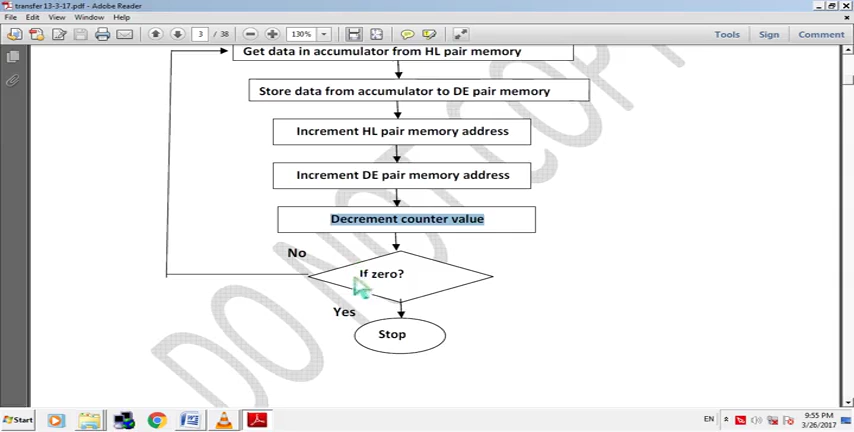 transfer 13-3-17.pdf - Adobe Reader
File Edit View Window Help
3 / 38 130% Tools Sign Comment
Get data in accumulator from HL pair memory
Store data from accumulator to DE pair memory
Increment HL pair memory address
Increment DE pair memory address
Decrement counter value
No
If zero?
Yes
Stop
DO NOT COPY
Start
EN
9:55 PM
3/26/2017